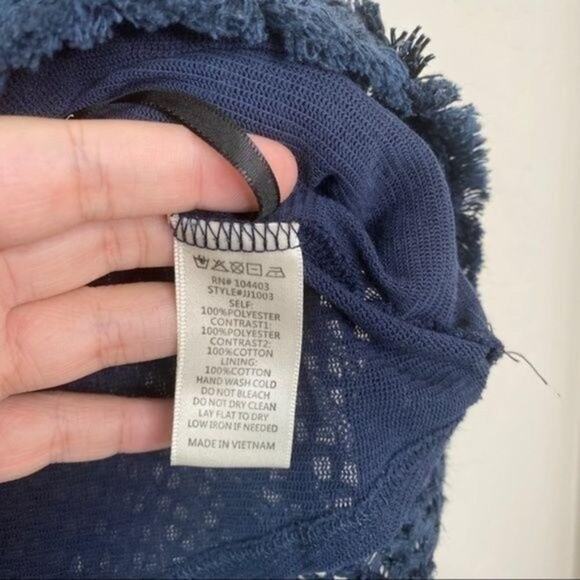 RN# 104403
STYLE#JJ1003
SELF:
100%POLYESTER
CONTRAST1:
100%POLYESTER
CONTRAST2:
100%COTTON
LINING:
100%COTTON
HAND WASH COLD
DO NOT BLEACH
DO NOT DRY CLEAN
LAY FLAT TO DRY
LOW IRON IF NEEDED
MADE IN VIETNAM